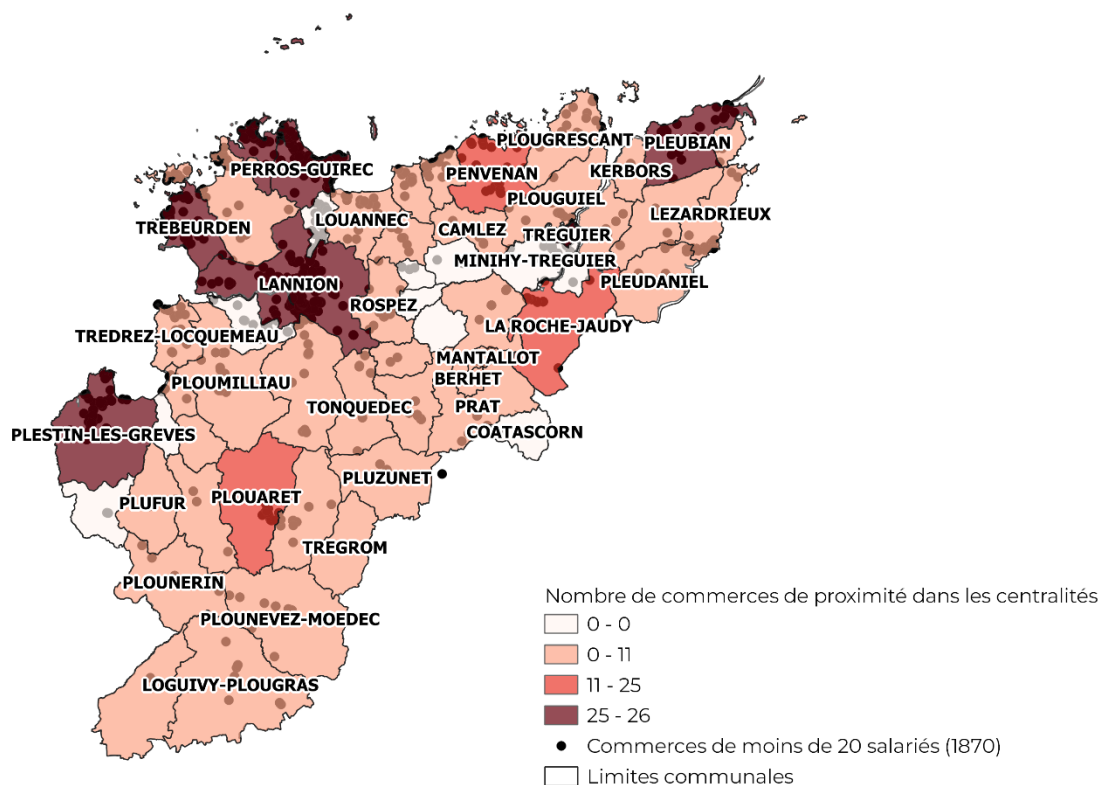 PLOUGRESCANT
PLEUBIAN
PERROS-GUIREC
PENVENAN
KERBORS
PLOUGUIEL
LOUANNEC
LEZARDRIEUX
TREBEURDEN
CAMLEZ
TREGUIER
MINIHY-TREGUIER
LANNION
PLEUDANIEL
ROSPEZ
LA ROCHE-JAUDY
TREDREZ-LOCQUEMEAU
MANTALLOT
PLOUMILLIAU
BERHET
TONQUEDEC
PRAT
PLESTIN-LES-GREVES
COATASCORN
PLUZUNET
PLUFUR
PLOUARET
TREGROM
PLOUNERIN
PLOUNEVEZ-MOEDEC
LOGUIVY-PLOUGRAS
Nombre de commerces de proximité dans les centralités
0 - 0
0 - 11
11 - 25
25 - 26
Commerces de moins de 20 salariés (1870)
Limites communales